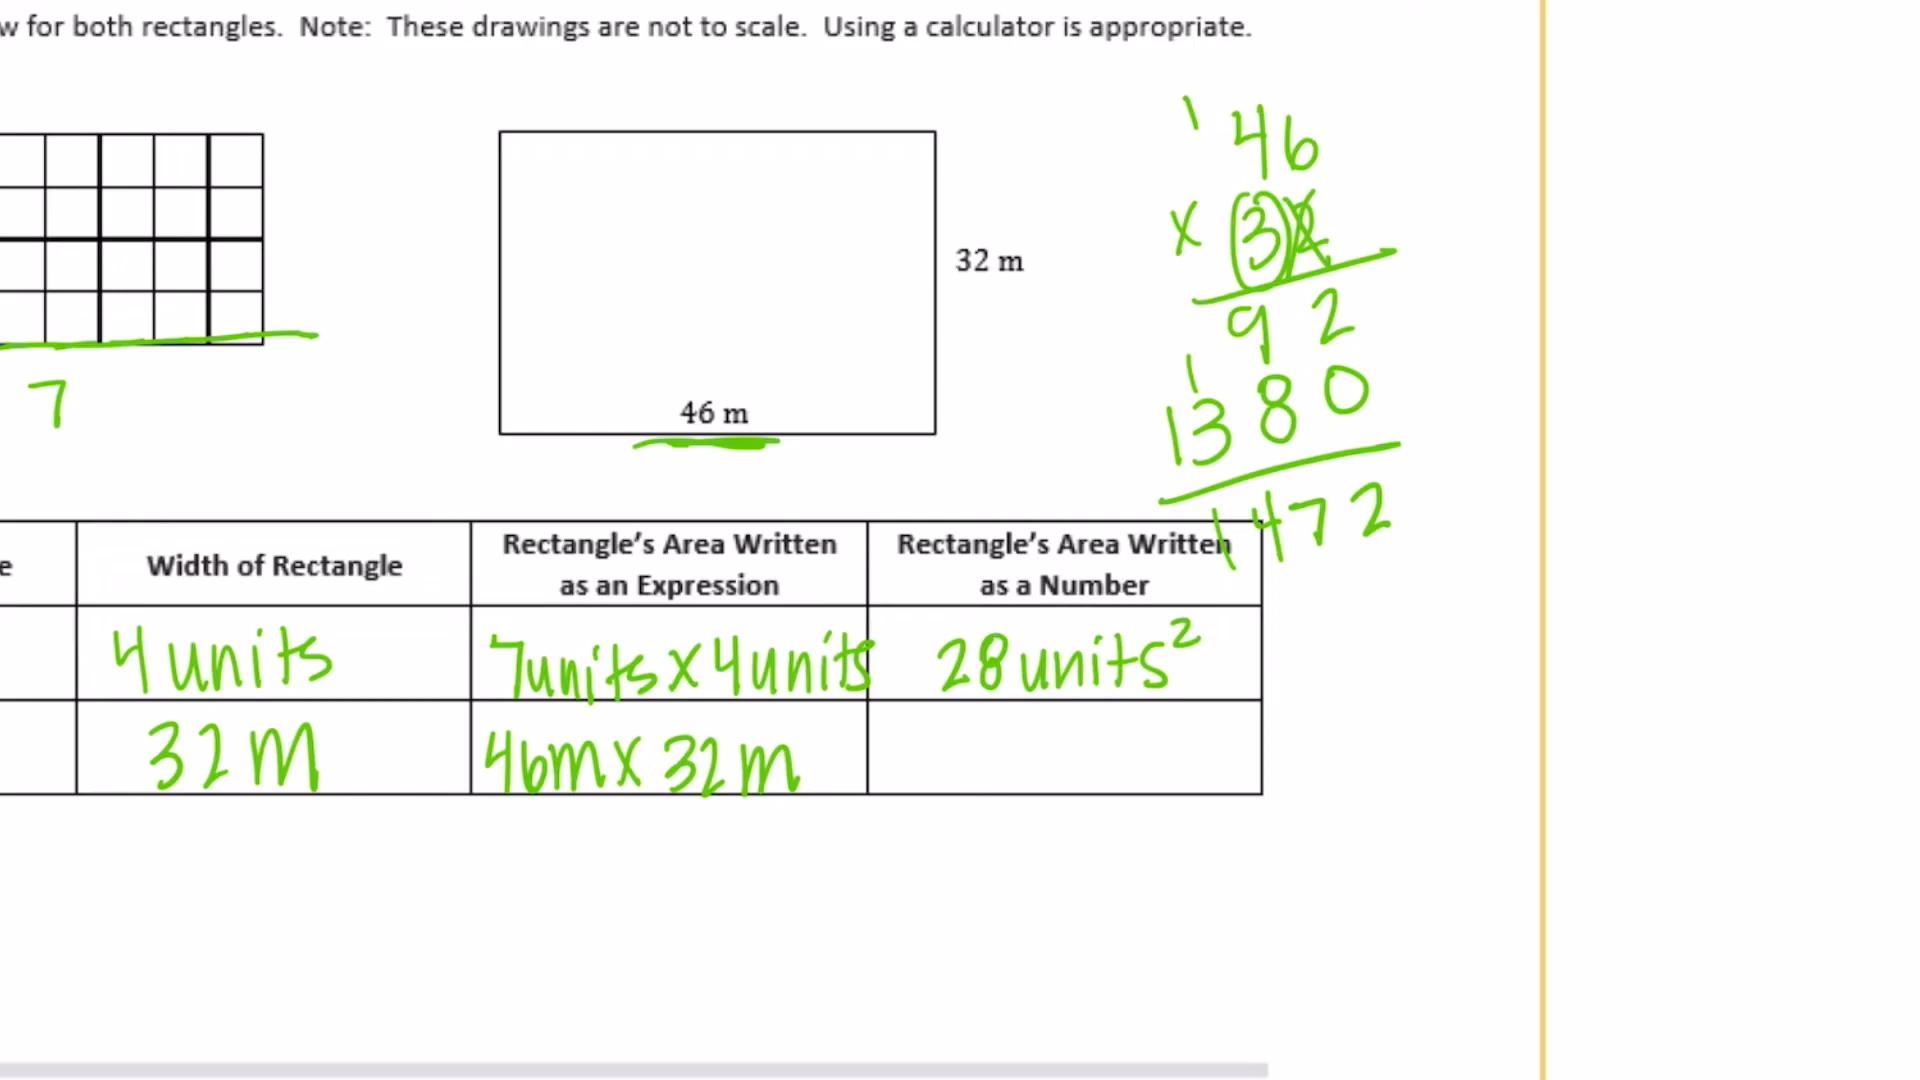 w for both rectangles. Note: These drawings are not to scale. Using a calculator is appropriate.
1
46
x 32
92
1
1380
1472
32 m
46 m
7
e Width of Rectangle Rectangle's Area Written as an Expression Rectangle's Area Written as a Number
4 units 7units x 4units 28 units²
32 m 46m x 32 m